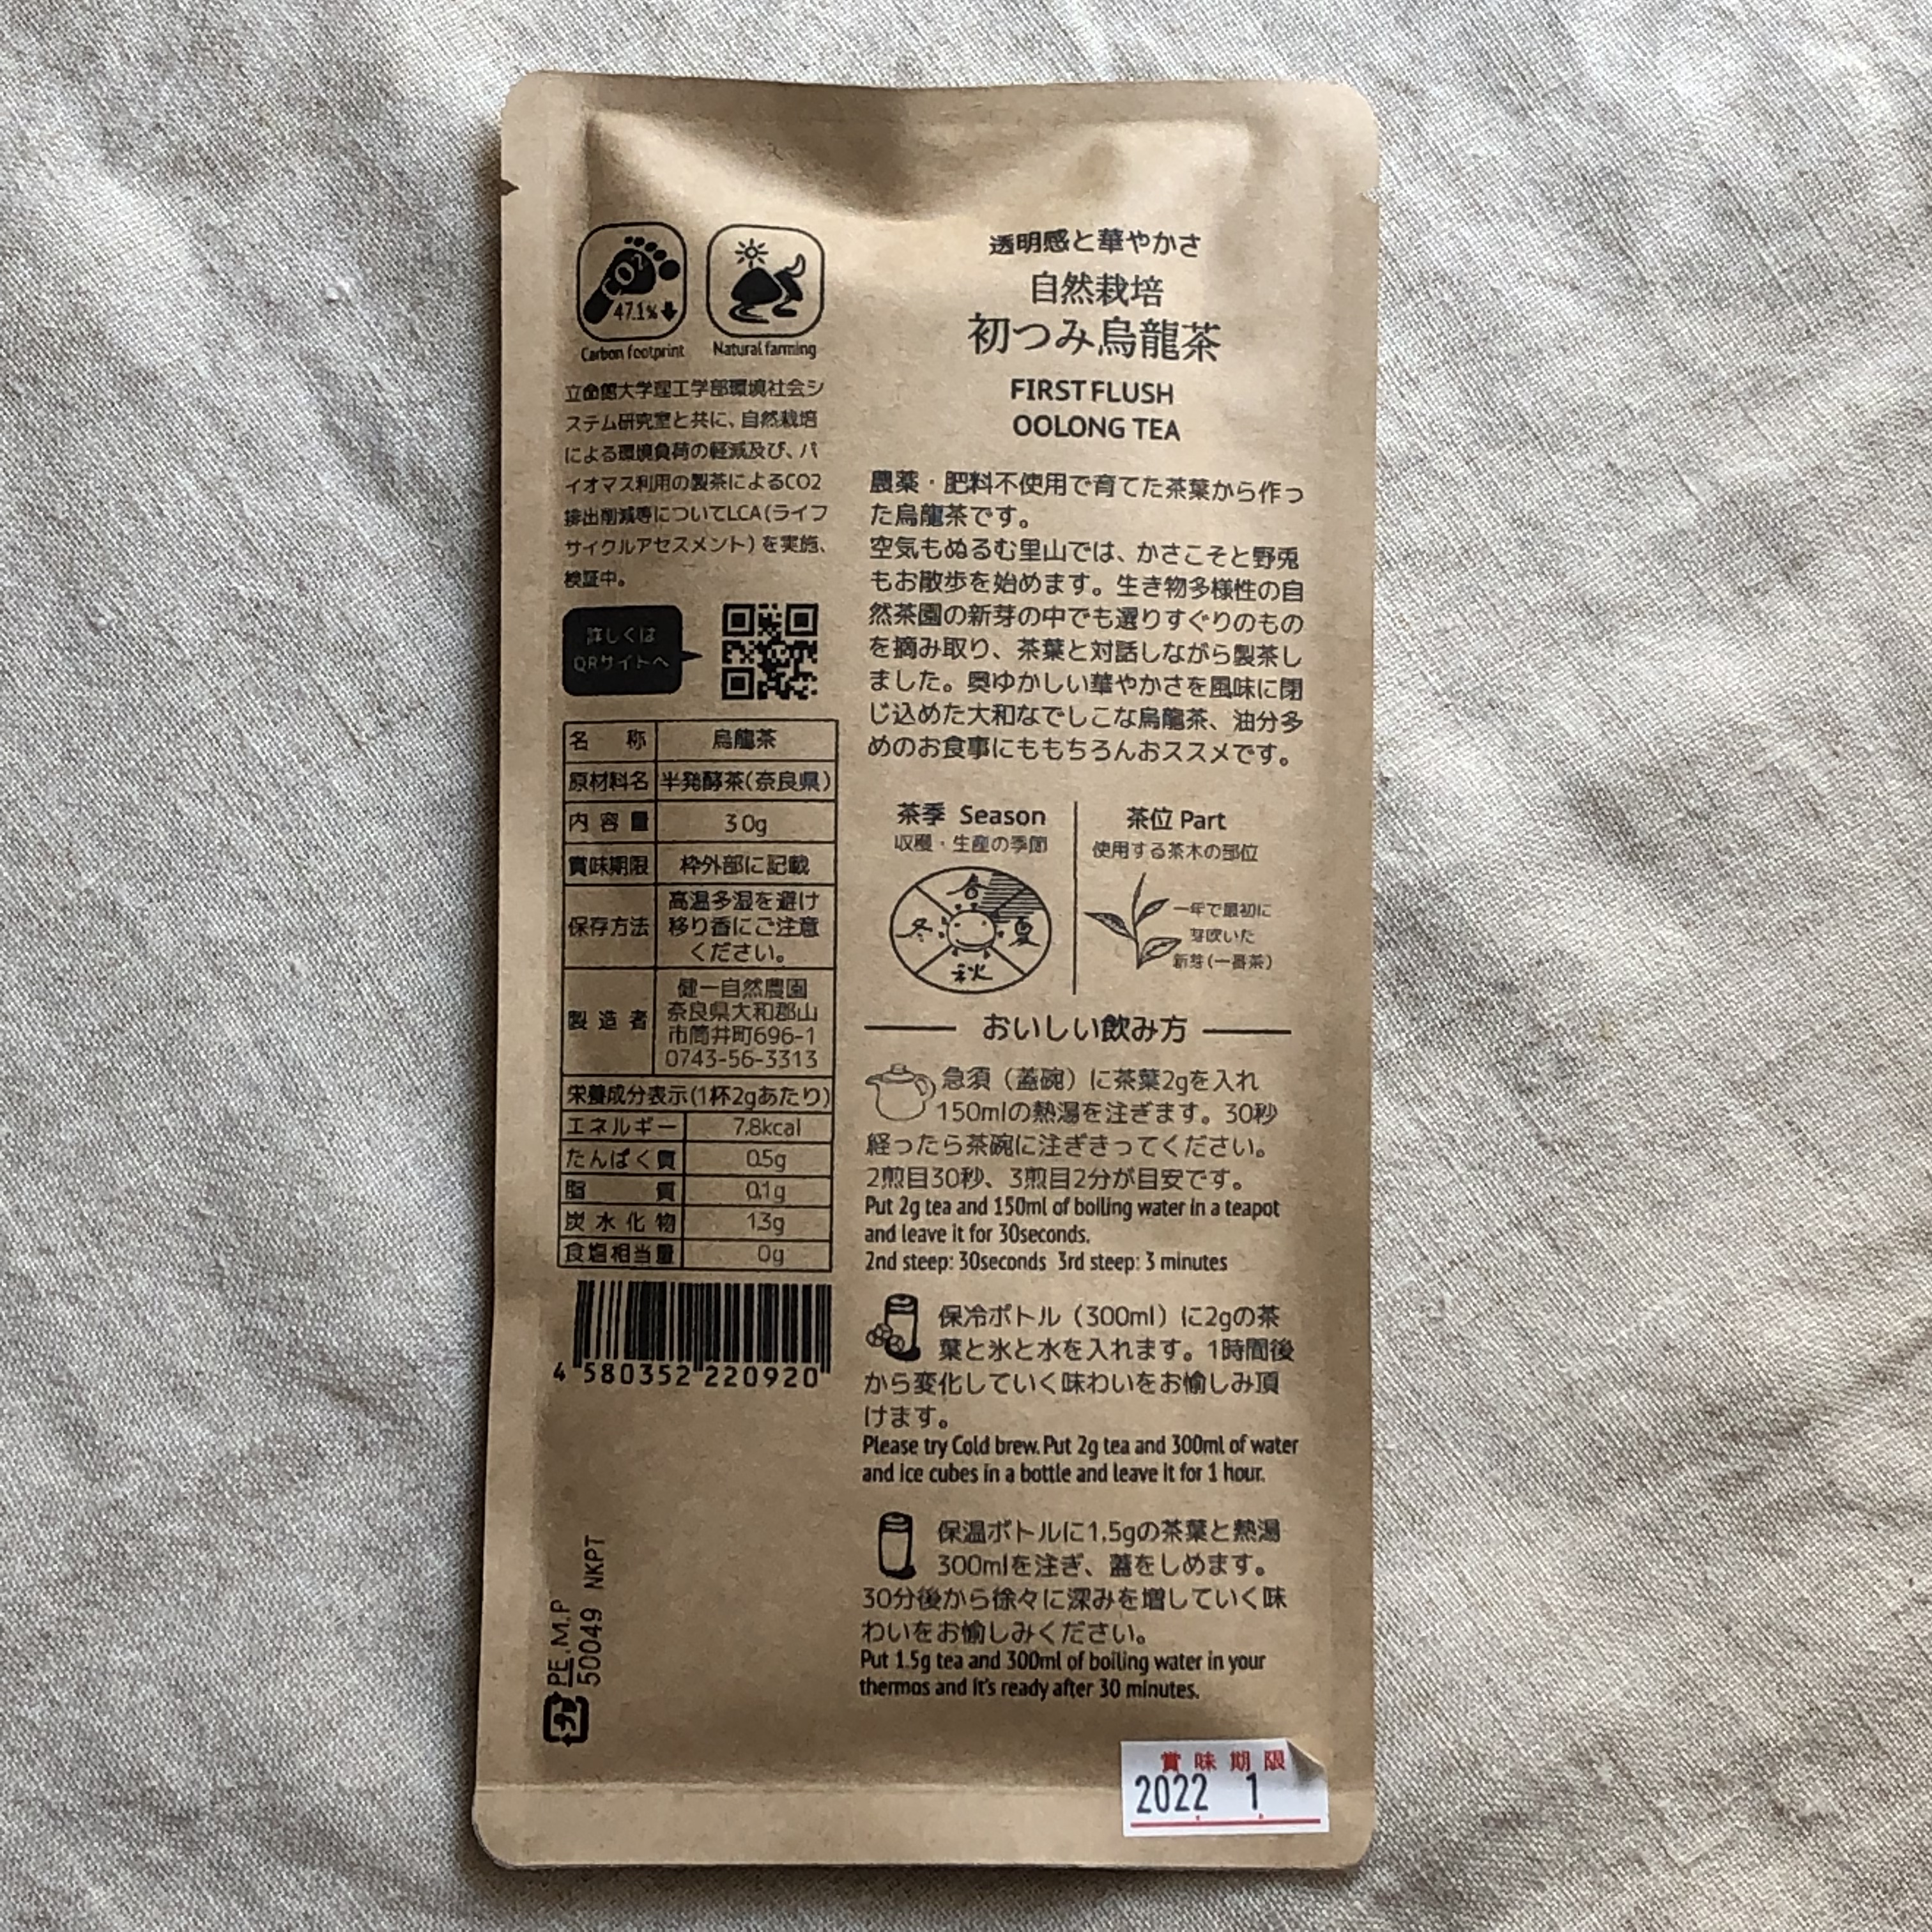 47.1%
Carbon footprint
Natural farming
立命館大学理工学部環境社会シ
ステム研究室と共に、自然栽培
による環境負荷の軽減及び、バ
イオマス利用の製茶によるCO2
排出削減等についてLCA(ライフ
サイクルアセスメント)を実施、
検証中。
詳しくは
QRサイトへ
名 称 烏龍茶
原材料名 半発酵茶(奈良県)
内容量 30g
賞味期限 枠外部に記載
保存方法 高温多湿を避け
移り香にご注意
ください。
製造者 健一自然農園
奈良県大和郡山
市筒井町696-1
0743-56-3313
栄養成分表示(1杯2gあたり)
エネルギー 7.8kcal
たんぱく質 0.5g
脂 質 0.1g
炭水化物 1.3g
食塩相当量 0g
4 580352 220920
PE.M.P
50049 NKPT
透明感と華やかさ
自然栽培
初つみ烏龍茶
FIRST FLUSH
OOLONG TEA
農薬・肥料不使用で育てた茶葉から作っ
た烏龍茶です。
空気もぬるむ里山では、かさこそと野兎
もお散歩を始めます。生き物多様性の自
然茶園の新芽の中でも選りすぐりのもの
を摘み取り、茶葉と対話しながら製茶し
ました。奥ゆかしい華やかさを風味に閉
じ込めた大和なでしこな烏龍茶、油分多
めのお食事にももちろんおススメです。
茶季 Season
収穫・生産の季節
春
夏
秋
冬
茶位 Part
使用する茶木の部位
一年で最初に
芽吹いた
新芽(一番茶)
おいしい飲み方
急須（蓋碗）に茶葉2gを入れ
150mlの熱湯を注ぎます。30秒
経ったら茶碗に注ぎきってください。
2煎目30秒、3煎目2分が目安です。
Put 2g tea and 150ml of boiling water in a teapot
and leave it for 30seconds.
2nd steep: 30seconds 3rd steep: 3 minutes
保冷ボトル（300ml）に2gの茶
葉と氷と水を入れます。1時間後
から変化していく味わいをお愉しみ頂
けます。
Please try Cold brew. Put 2g tea and 300ml of water
and ice cubes in a bottle and leave it for 1 hour.
保温ボトルに1.5gの茶葉と熱湯
300mlを注ぎ、蓋をしめます。
30分後から徐々に深みを増していく味
わいをお愉しみください。
Put 1.5g tea and 300ml of boiling water in your
thermos and it's ready after 30 minutes.
賞味期限
2022. 1.